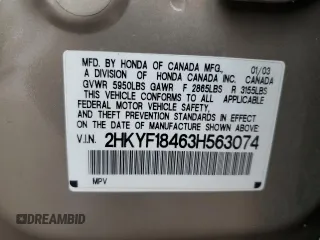 MFD. BY HONDA OF CANADA MFG., 01/03
A DIVISION OF HONDA CANADA INC. CANADA
GVWR 5950LBS GAWR F 2865LBS R 3155LBS
THIS VEHICLE CONFORMS TO ALL APPLICABLE
FEDERAL MOTOR VEHICLE SAFETY
AND THEFT PREVENTION STANDARDS IN EFFECT
ON THE DATE OF MANUFACTURE SHOWN ABOVE.
V.I.N. 2HKYF18463H563074
MPV
DREAMBID